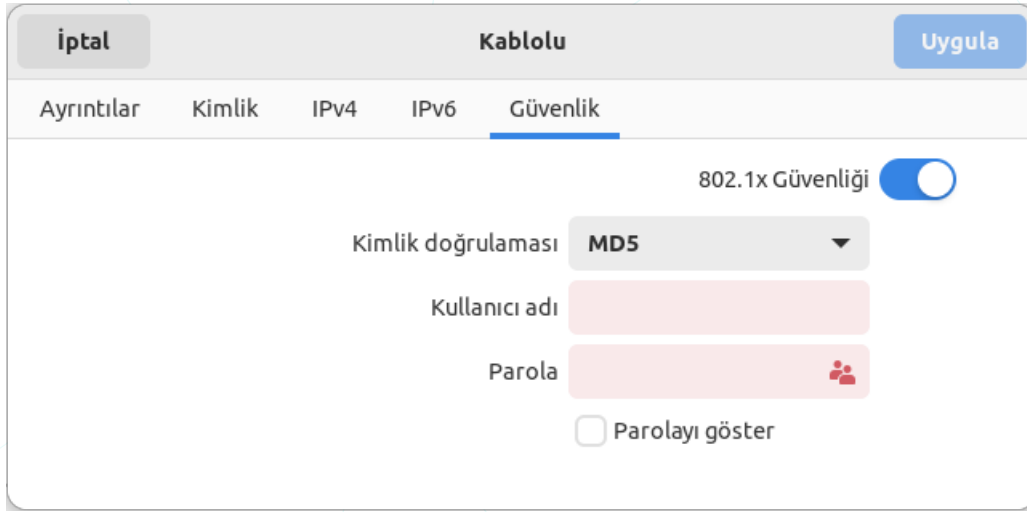 İptal Kablolu Uygula
Ayrıntılar Kimlik IPv4 IPv6 Güvenlik
802.1x Güvenliği
Kimlik doğrulaması MD5
Kullanıcı adı
Parola
Parolayı göster